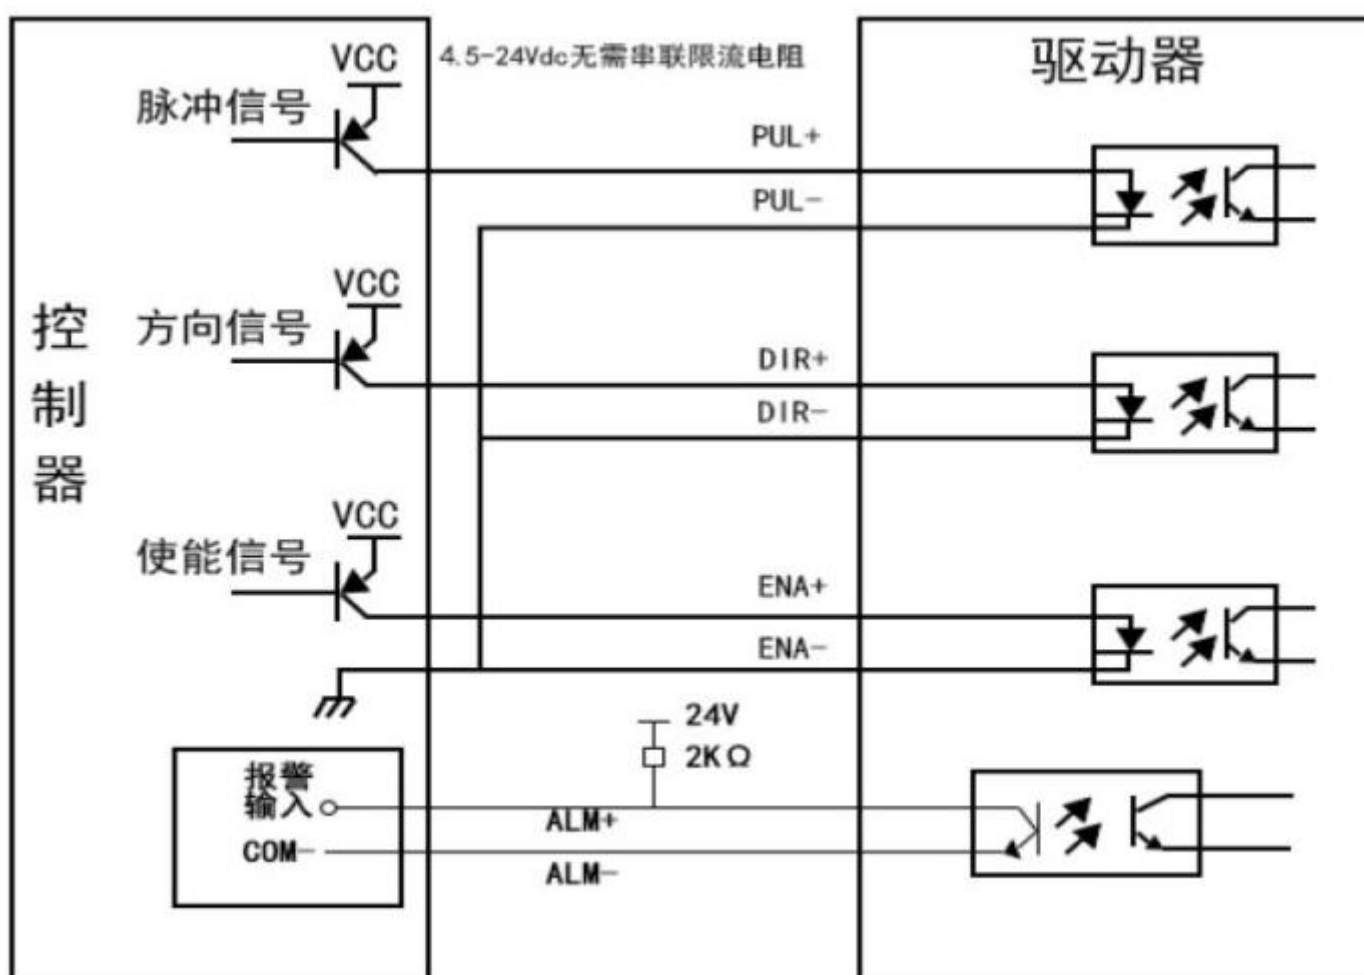 VCC
4.5-24Vdc无需串联限流电阻
驱动器
脉冲信号
PUL+
PUL-
VCC
方向信号
DIR+
DIR-
控制器
VCC
使能信号
ENA+
ENA-
24V
2KΩ
报警
输入
ALM+
COM-
ALM-